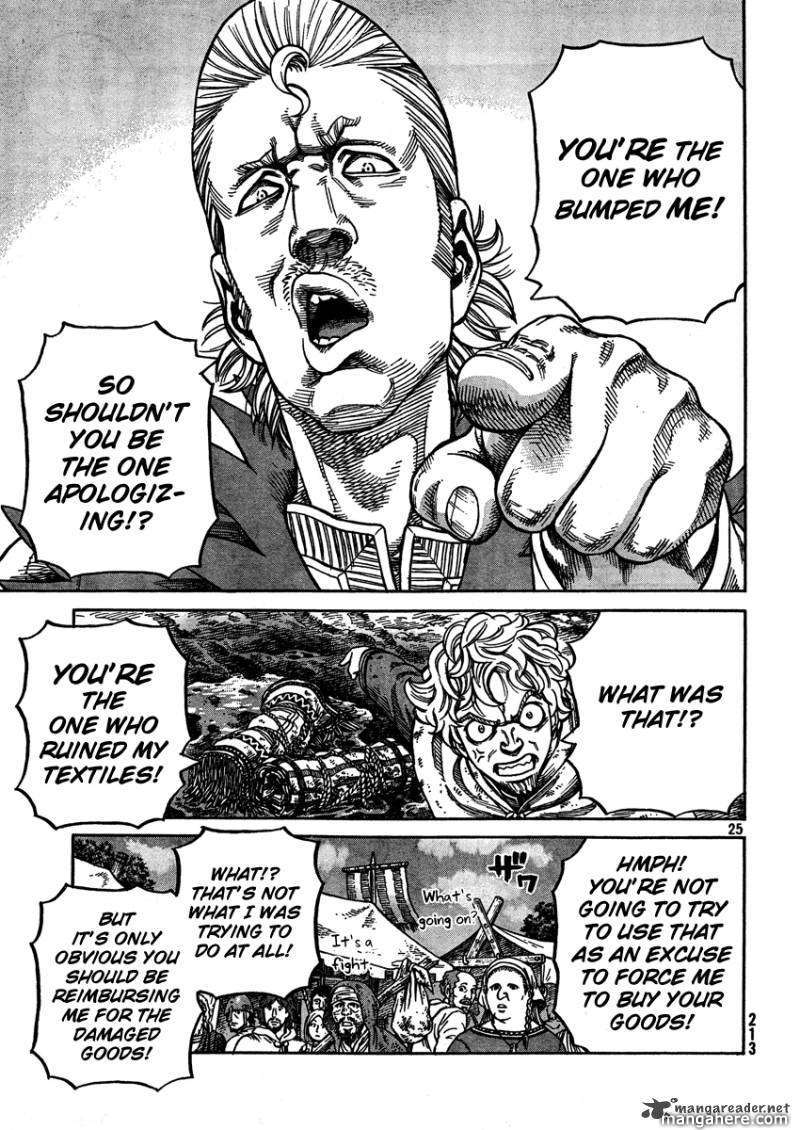 YOU'RE THE
ONE WHO
BUMPED ME!
SO
SHOULDN'T
YOU BE
THE ONE
APOLOGIZ-
ING!?
WHAT WAS
THAT!?
YOU'RE
THE
ONE WHO
RUINED MY
TEXTILES!
25
HMPH!
YOU'RE NOT
GOING TO TRY
TO USE THAT
AS AN EXCUSE
TO FORCE ME
TO BUY YOUR
GOODS!
ザワ
What's
going on?
It's a
fight.
WHAT!?
THAT'S NOT
WHAT I WAS
TRYING TO
DO AT ALL!
BUT
IT'S ONLY
OBVIOUS YOU
SHOULD BE
REIMBURSING
ME FOR THE
DAMAGED
GOODS!
213
mangareader.net
mangahere.com